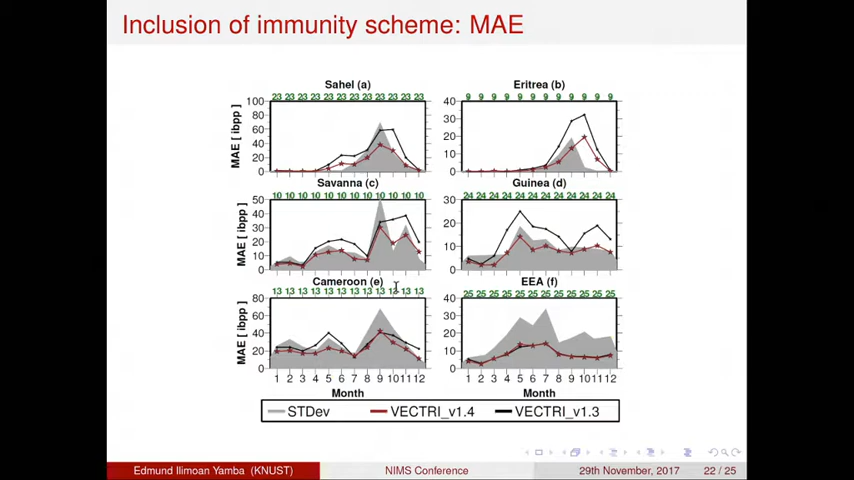 Inclusion of immunity scheme: MAE
Sahel (a)
23 23 23 23 23 23 23 23 23 23 23 23
MAE [ ibpp ]
100
80
60
40
20
0
Eritrea (b)
9 9 9 9 9 9 9 9 9 9 9 9
40
30
20
10
0
Savanna (c)
10 10 10 10 10 10 10 10 10 10 10 10
MAE [ ibpp ]
50
40
30
20
10
0
Guinea (d)
24 24 24 24 24 24 24 24 24 24 24 24
30
20
10
0
Cameroon (e)
13 13 13 13 13 13 13 13 13 13 13 13
MAE [ ibpp ]
80
60
40
20
0
1 2 3 4 5 6 7 8 9 10 11 12
Month
EEA (f)
25 25 25 25 25 25 25 25 25 25 25 25
40
30
20
10
0
1 2 3 4 5 6 7 8 9 10 11 12
Month
STDev VECTRI_v1.4 VECTRI_v1.3
Edmund Ilimoan Yamba (KNUST) NIMS Conference 29th November, 2017 22 / 25